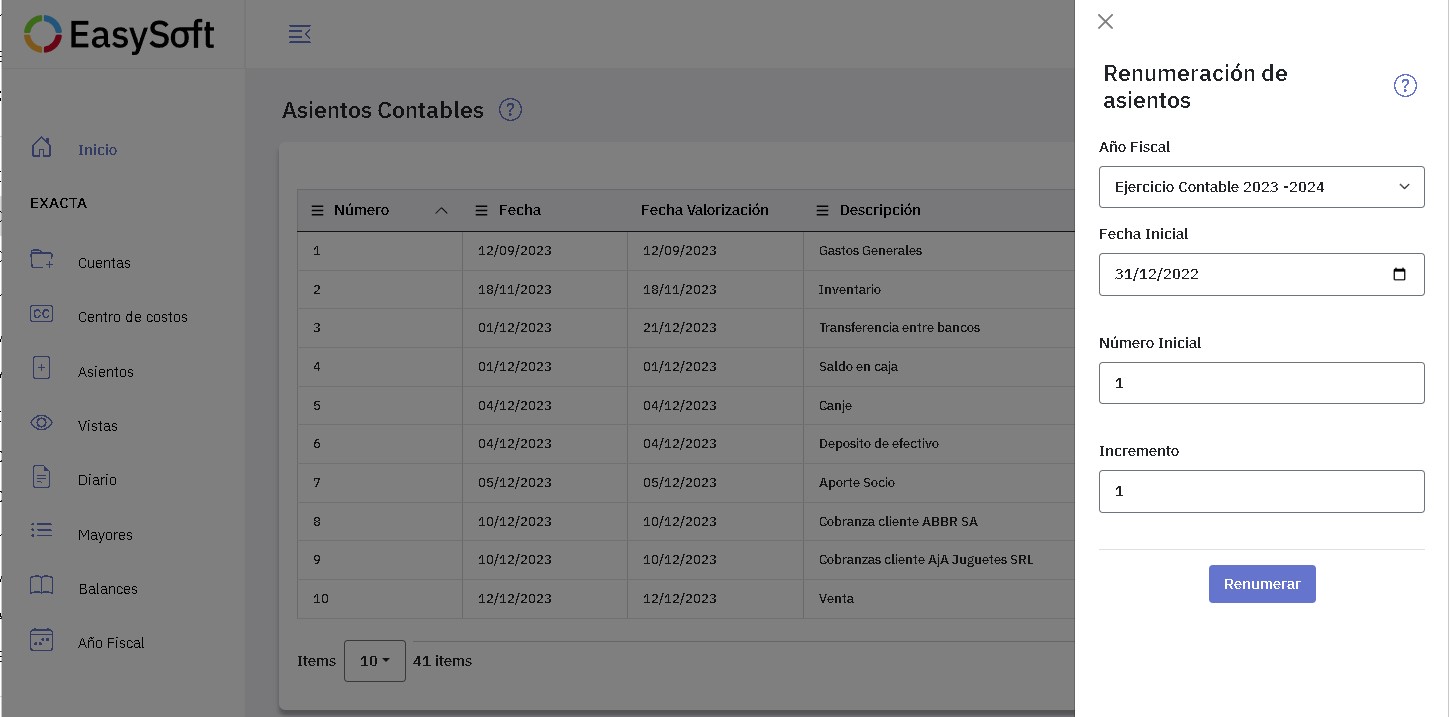 EasySoft
Inicio
EXACTA
Cuentas
CC Centro de costos
Asientos
Vistas
Diario
Mayores
Balances
Año Fiscal
Asientos Contables ?
Número Fecha Fecha Valorización Descripción
1 12/09/2023 12/09/2023 Gastos Generales
2 18/11/2023 18/11/2023 Inventario
3 01/12/2023 21/12/2023 Transferencia entre bancos
4 01/12/2023 01/12/2023 Saldo en caja
5 04/12/2023 04/12/2023 Canje
6 04/12/2023 04/12/2023 Deposito de efectivo
7 05/12/2023 05/12/2023 Aporte Socio
8 10/12/2023 10/12/2023 Cobranza cliente ABBR SA
9 10/12/2023 10/12/2023 Cobranzas cliente AjA Juguetes SRL
10 12/12/2023 12/12/2023 Venta
Items 10 41 items
Renumeración de
asientos ?
Año Fiscal
Ejercicio Contable 2023 -2024
Fecha Inicial
31/12/2022
Número Inicial
1
Incremento
1
Renumerar